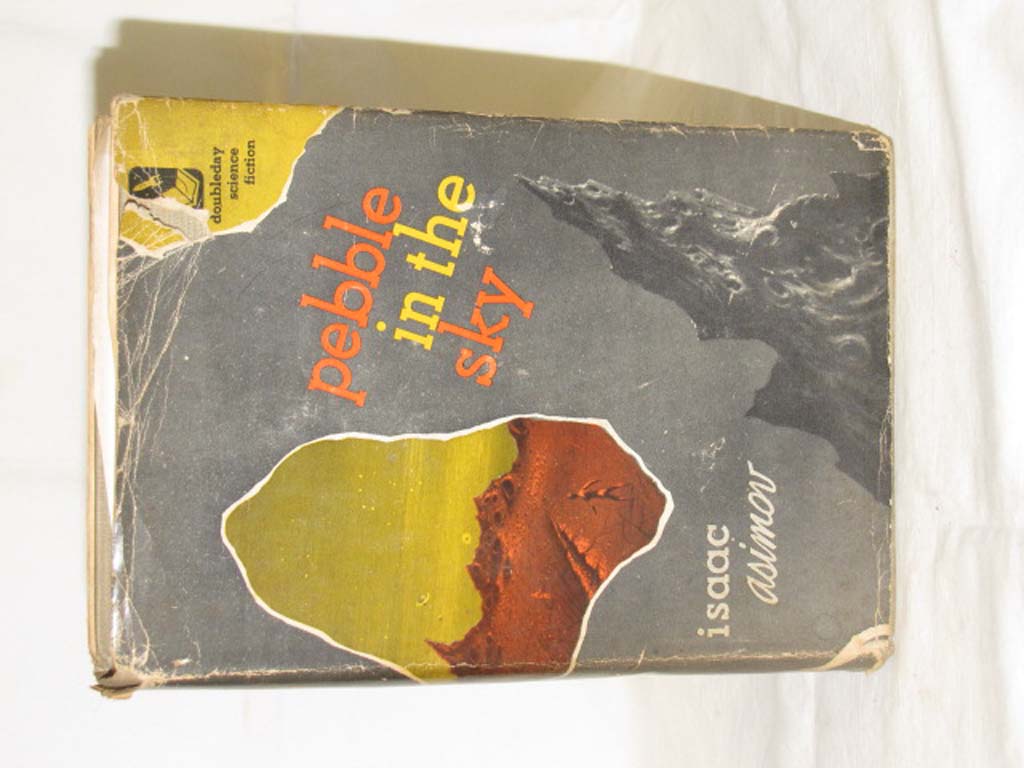 doubleday
science
fiction
pebble
in the
sky
isaac
asimov